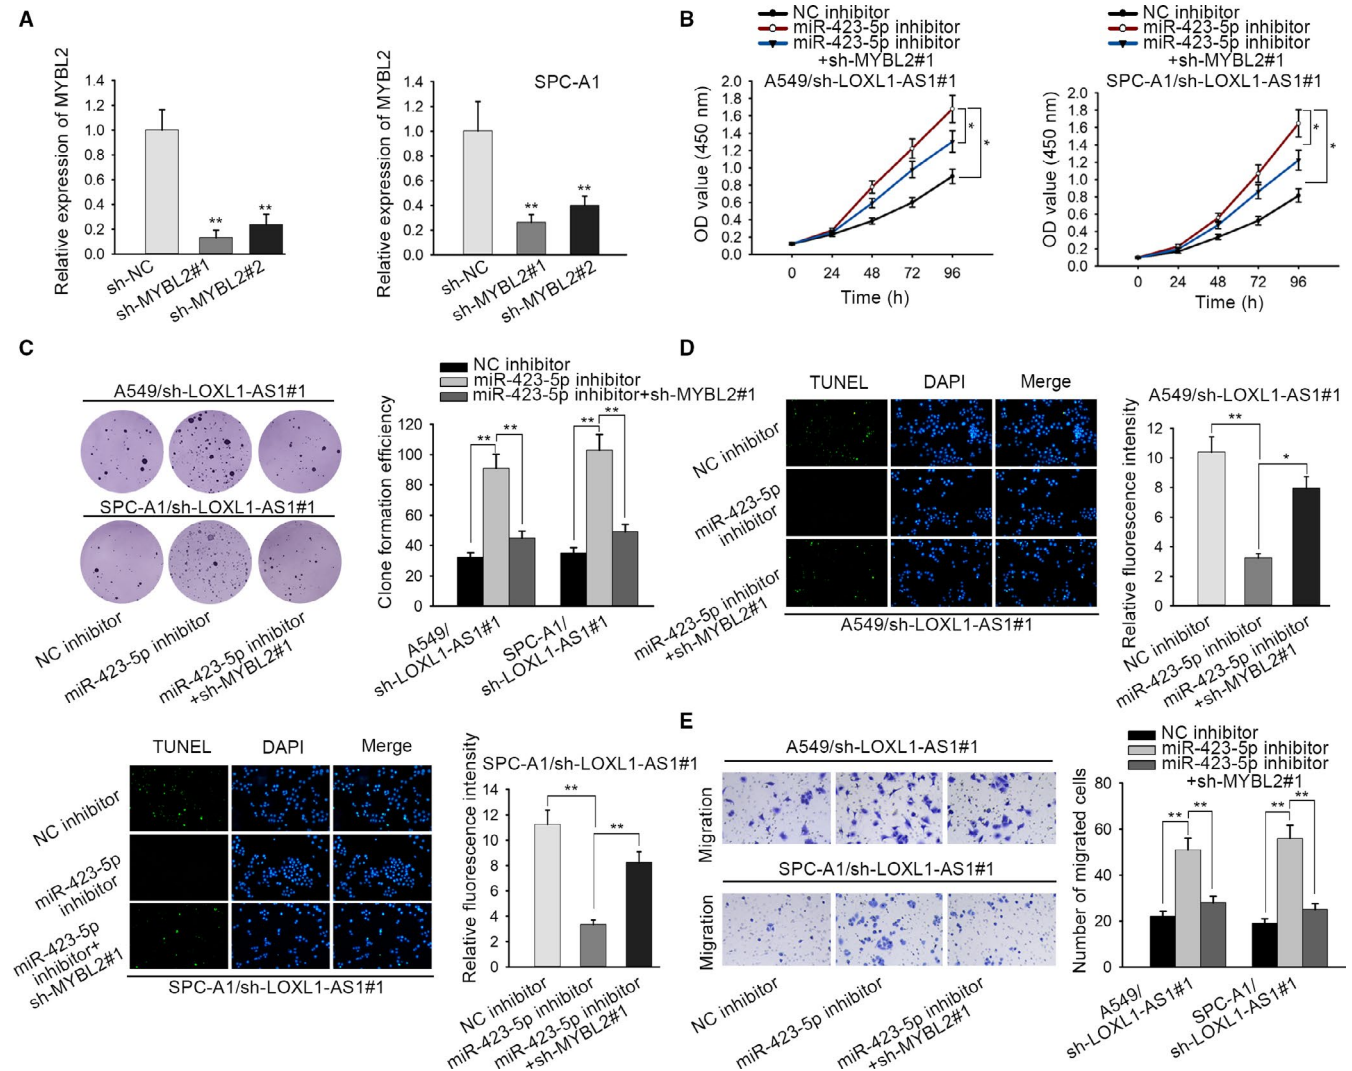 A
Relative expression of MYBL2
1.4
1.2
1.0
0.8
0.6
0.4
0.2
0.0
**
**
sh-NC
sh-MYBL2#1
sh-MYBL2#2
Relative expression of MYBL2
SPC-A1
1.4
1.2
1.0
0.8
0.6
0.4
0.2
0.0
**
**
sh-NC
sh-MYBL2#1
sh-MYBL2#2
B
NC inhibitor
miR-423-5p inhibitor
miR-423-5p inhibitor
+sh-MYBL2#1
A549/sh-LOXL1-AS1#1
OD value (450 nm)
2.0
1.8
1.6
1.4
1.2
1.0
0.8
0.6
0.4
0.2
0.0
*
*
0 24 48 72 96
Time (h)
NC inhibitor
miR-423-5p inhibitor
miR-423-5p inhibitor
+sh-MYBL2#1
SPC-A1/sh-LOXL1-AS1#1
OD value (450 nm)
2.0
1.8
1.6
1.4
1.2
1.0
0.8
0.6
0.4
0.2
0.0
*
*
0 24 48 72 96
Time (h)
C
A549/sh-LOXL1-AS1#1
SPC-A1/sh-LOXL1-AS1#1
NC inhibitor
miR-423-5p inhibitor
miR-423-5p inhibitor
+sh-MYBL2#1
NC inhibitor
miR-423-5p inhibitor
miR-423-5p inhibitor+sh-MYBL2#1
Clone formation efficiency
120
100
80
60
40
20
0
**
**
**
**
A549/
sh-LOXL1-AS1#1
SPC-A1/
sh-LOXL1-AS1#1
D
TUNEL DAPI Merge
NC inhibitor
miR-423-5p
inhibitor
miR-423-5p inhibitor
+sh-MYBL2#1
A549/sh-LOXL1-AS1#1
A549/sh-LOXL1-AS1#1
Relative fluorescence intensity
12
10
8
6
4
2
0
**
*
NC inhibitor
miR-423-5p inhibitor
miR-423-5p inhibitor
+sh-MYBL2#1
TUNEL DAPI Merge
NC inhibitor
miR-423-5p
inhibitor
miR-423-5p
inhibitor+
sh-MYBL2#1
SPC-A1/sh-LOXL1-AS1#1
SPC-A1/sh-LOXL1-AS1#1
Relative fluorescence intensity
14
12
10
8
6
4
2
0
**
**
NC inhibitor
miR-423-5p inhibitor
miR-423-5p inhibitor
+sh-MYBL2#1
E
A549/sh-LOXL1-AS1#1
Migration
SPC-A1/sh-LOXL1-AS1#1
Migration
NC inhibitor
miR-423-5p inhibitor
miR-423-5p inhibitor
+sh-MYBL2#1
NC inhibitor
miR-423-5p inhibitor
miR-423-5p inhibitor
+sh-MYBL2#1
Number of migrated cells
80
60
40
20
0
**
**
**
**
A549/
sh-LOXL1-AS1#1
SPC-A1/
sh-LOXL1-AS1#1